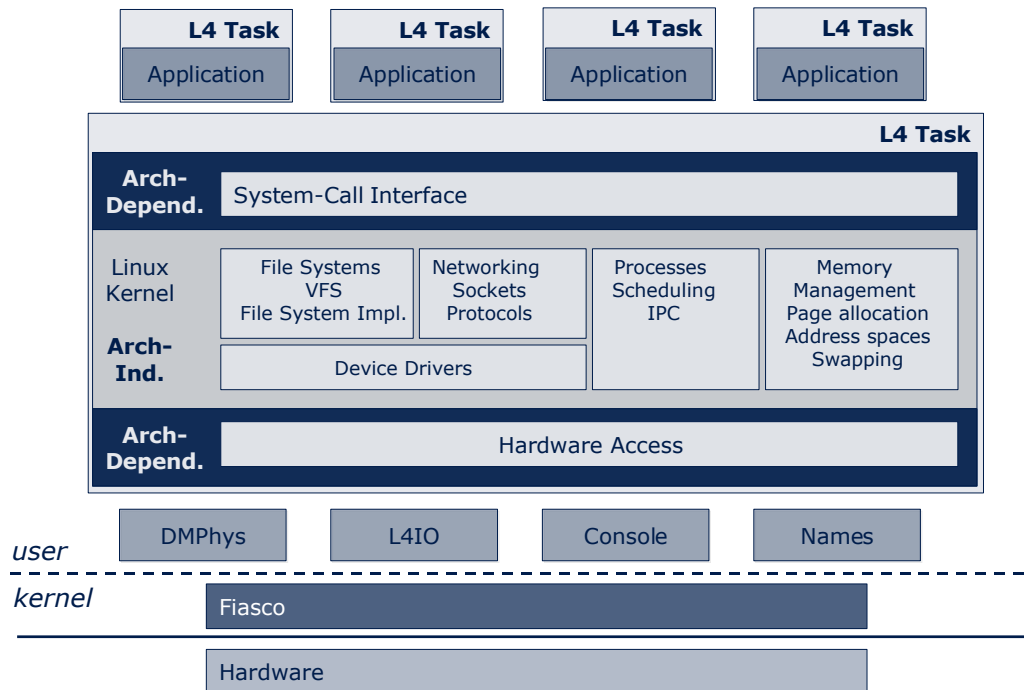 L4 Task
L4 Task
L4 Task
L4 Task
Application
Application
Application
Application
L4 Task
Arch-
Depend.
System-Call Interface
Linux
Kernel
Arch-
Ind.
File Systems
VFS
File System Impl.
Networking
Sockets
Protocols
Processes
Scheduling
IPC
Memory
Management
Page allocation
Address spaces
Swapping
Device Drivers
Arch-
Depend.
Hardware Access
DMPhys
L4IO
Console
Names
user
kernel
Fiasco
Hardware